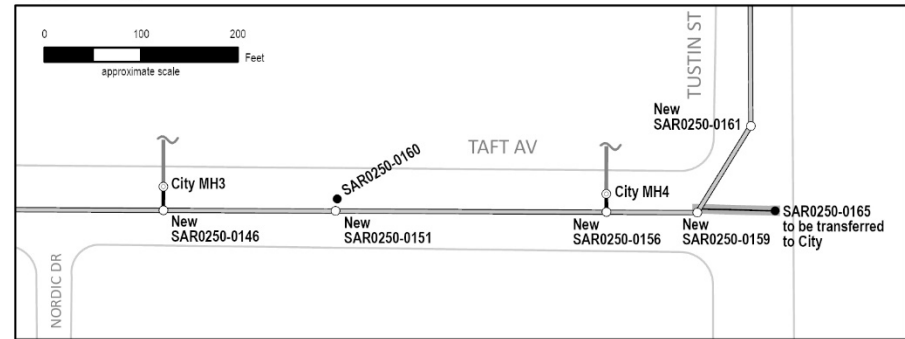 0 100 200
Feet
approximate scale
TUSTIN ST
New
SAR0250-0161
TAFT AV
SAR0250-0160
City MH3
City MH4
New
SAR0250-0146
New
SAR0250-0151
New
SAR0250-0156
New
SAR0250-0159
SAR0250-0165
to be transferred
to City
NORDIC DR